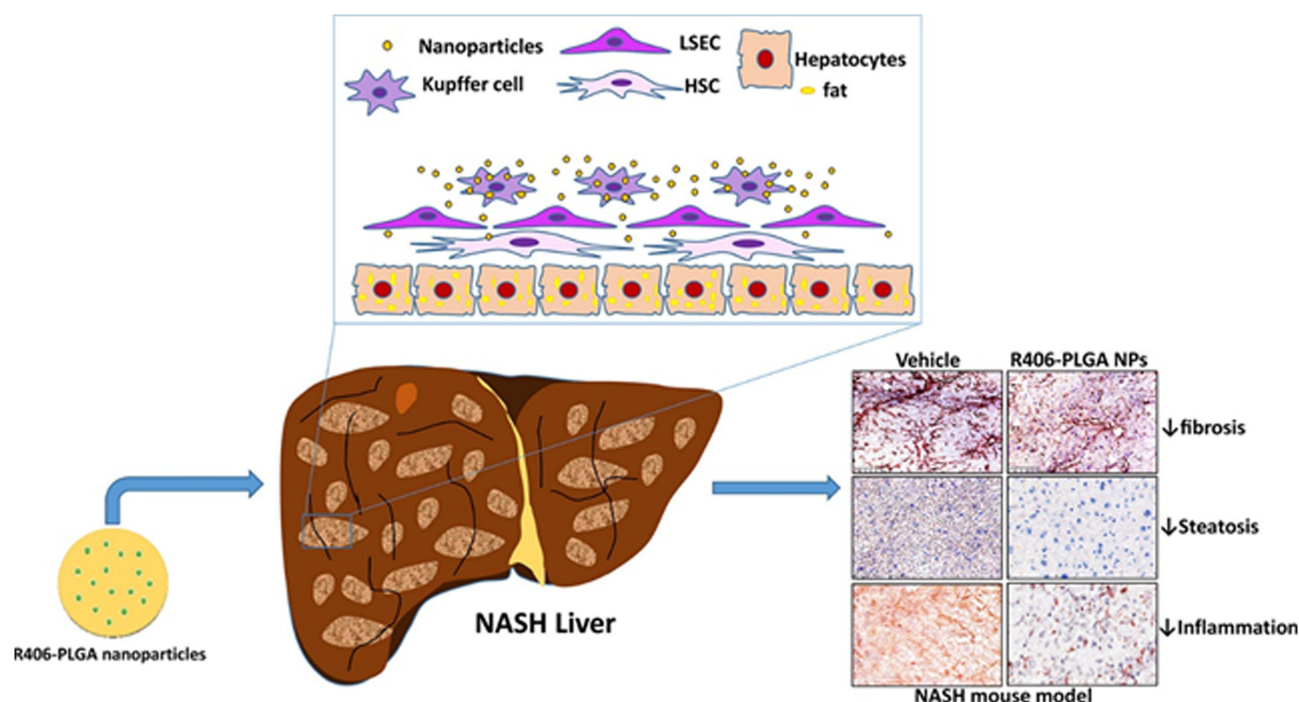 Nanoparticles
LSEC
Hepatocytes
Kupffer cell
HSC
fat
Vehicle
R406-PLGA NPs
↓fibrosis
↓Steatosis
↓Inflammation
NASH mouse model
NASH Liver
R406-PLGA nanoparticles